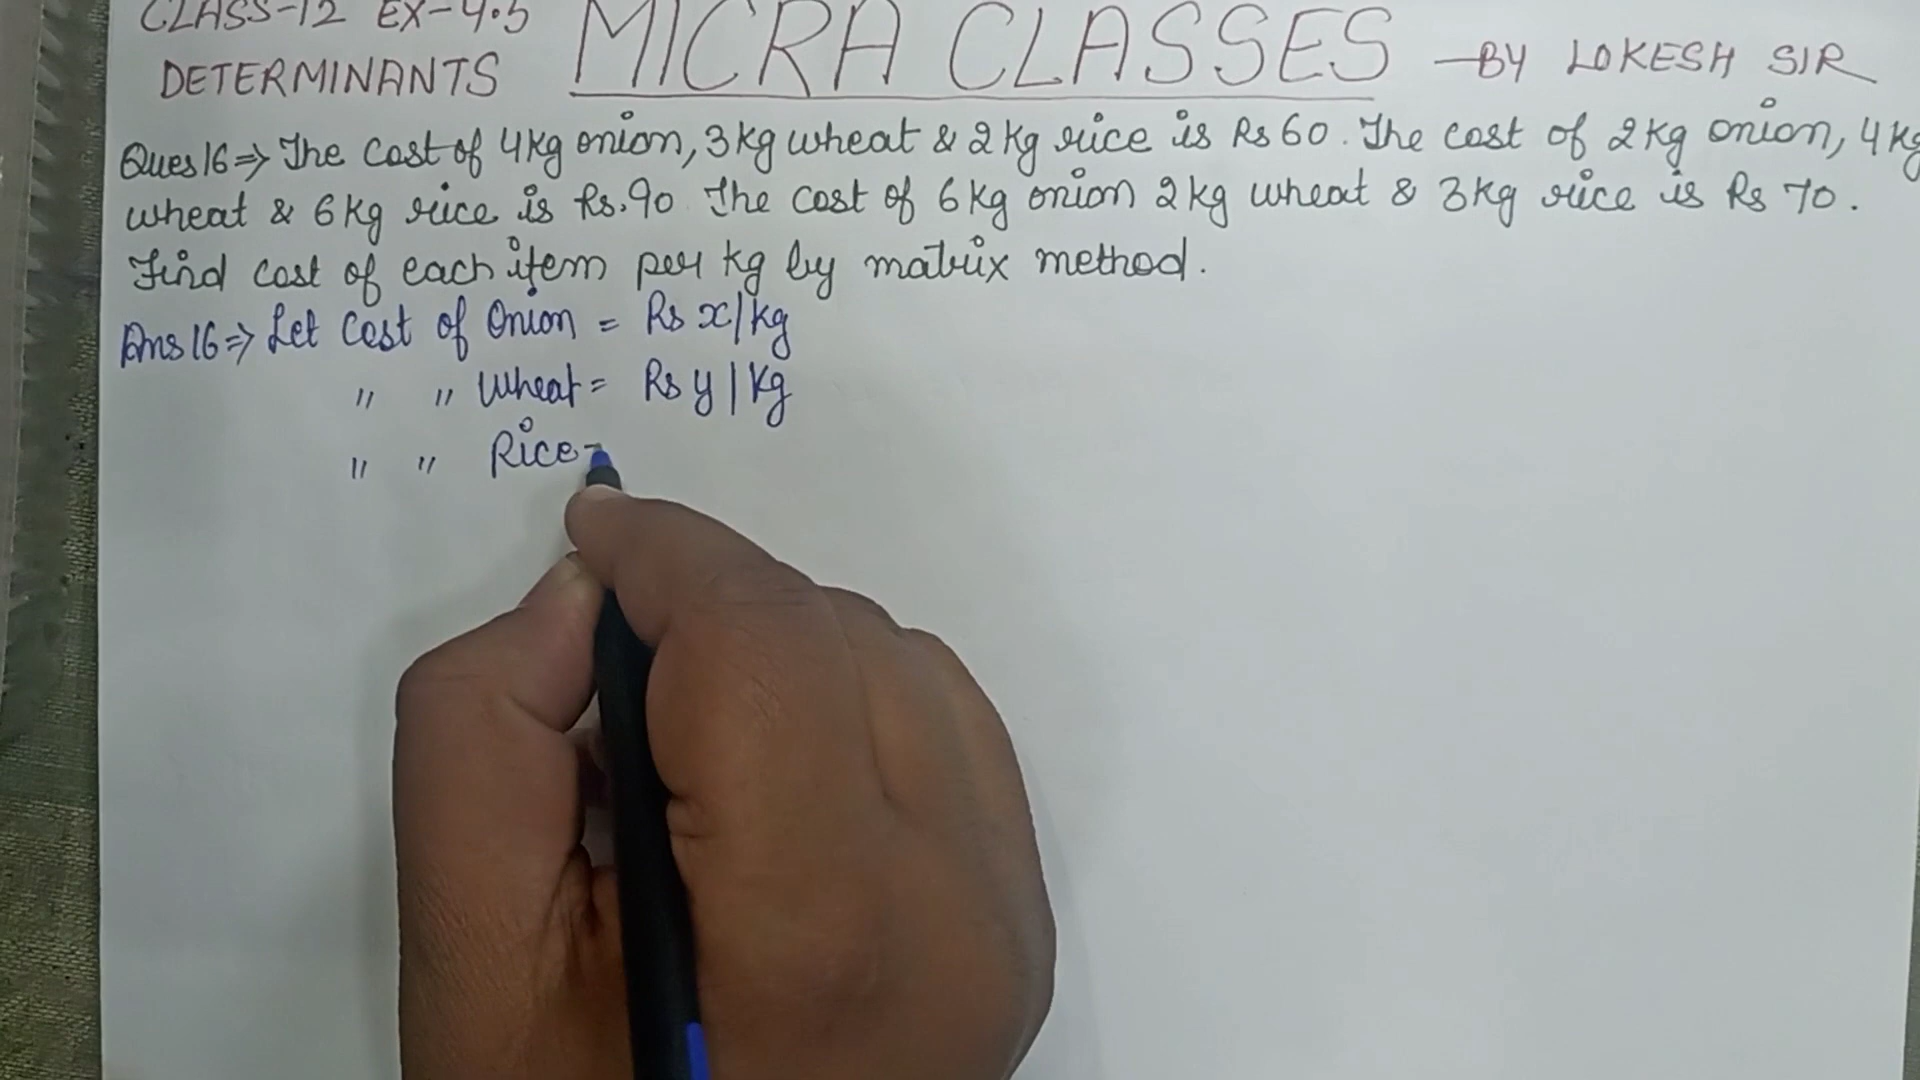 CLASS-12 EX-4.5
DETERMINANTS
MICRA CLASSES
—BY LOKESH SIR
Ques 16⇒ The Cost of 4Kg onion, 3Kg wheat & 2Kg rice is Rs 60. The cost of 2Kg onion, 4Kg
wheat & 6Kg rice is Rs.90 The cost of 6Kg onion 2Kg wheat & 3Kg rice is Rs 70.
Find cost of each item per kg by matrix method.
Ans 16⇒ Let Cost of Onion = Rs x/kg
" " Wheat = Rs y/Kg
" " Rice =